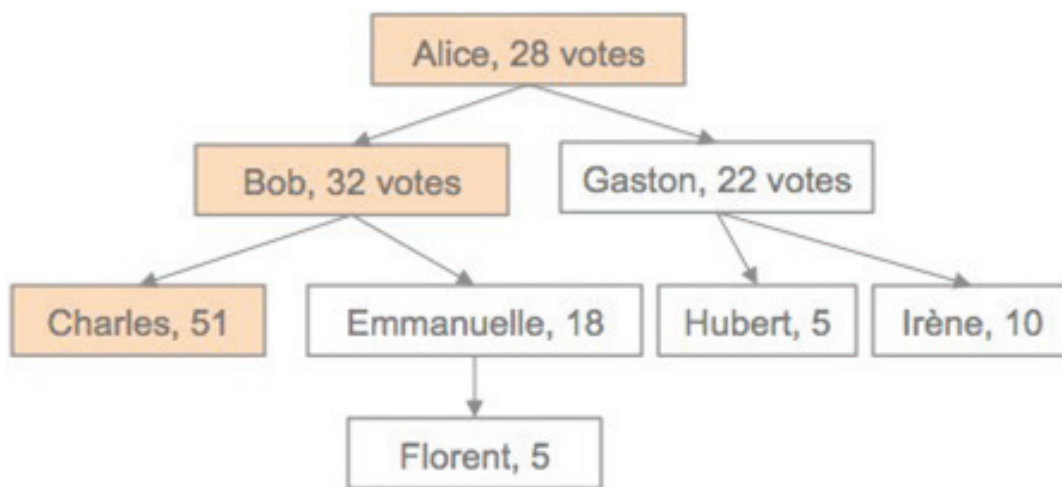 Alice, 28 votes
Bob, 32 votes
Gaston, 22 votes
Charles, 51
Emmanuelle, 18
Hubert, 5
Irène, 10
Florent, 5